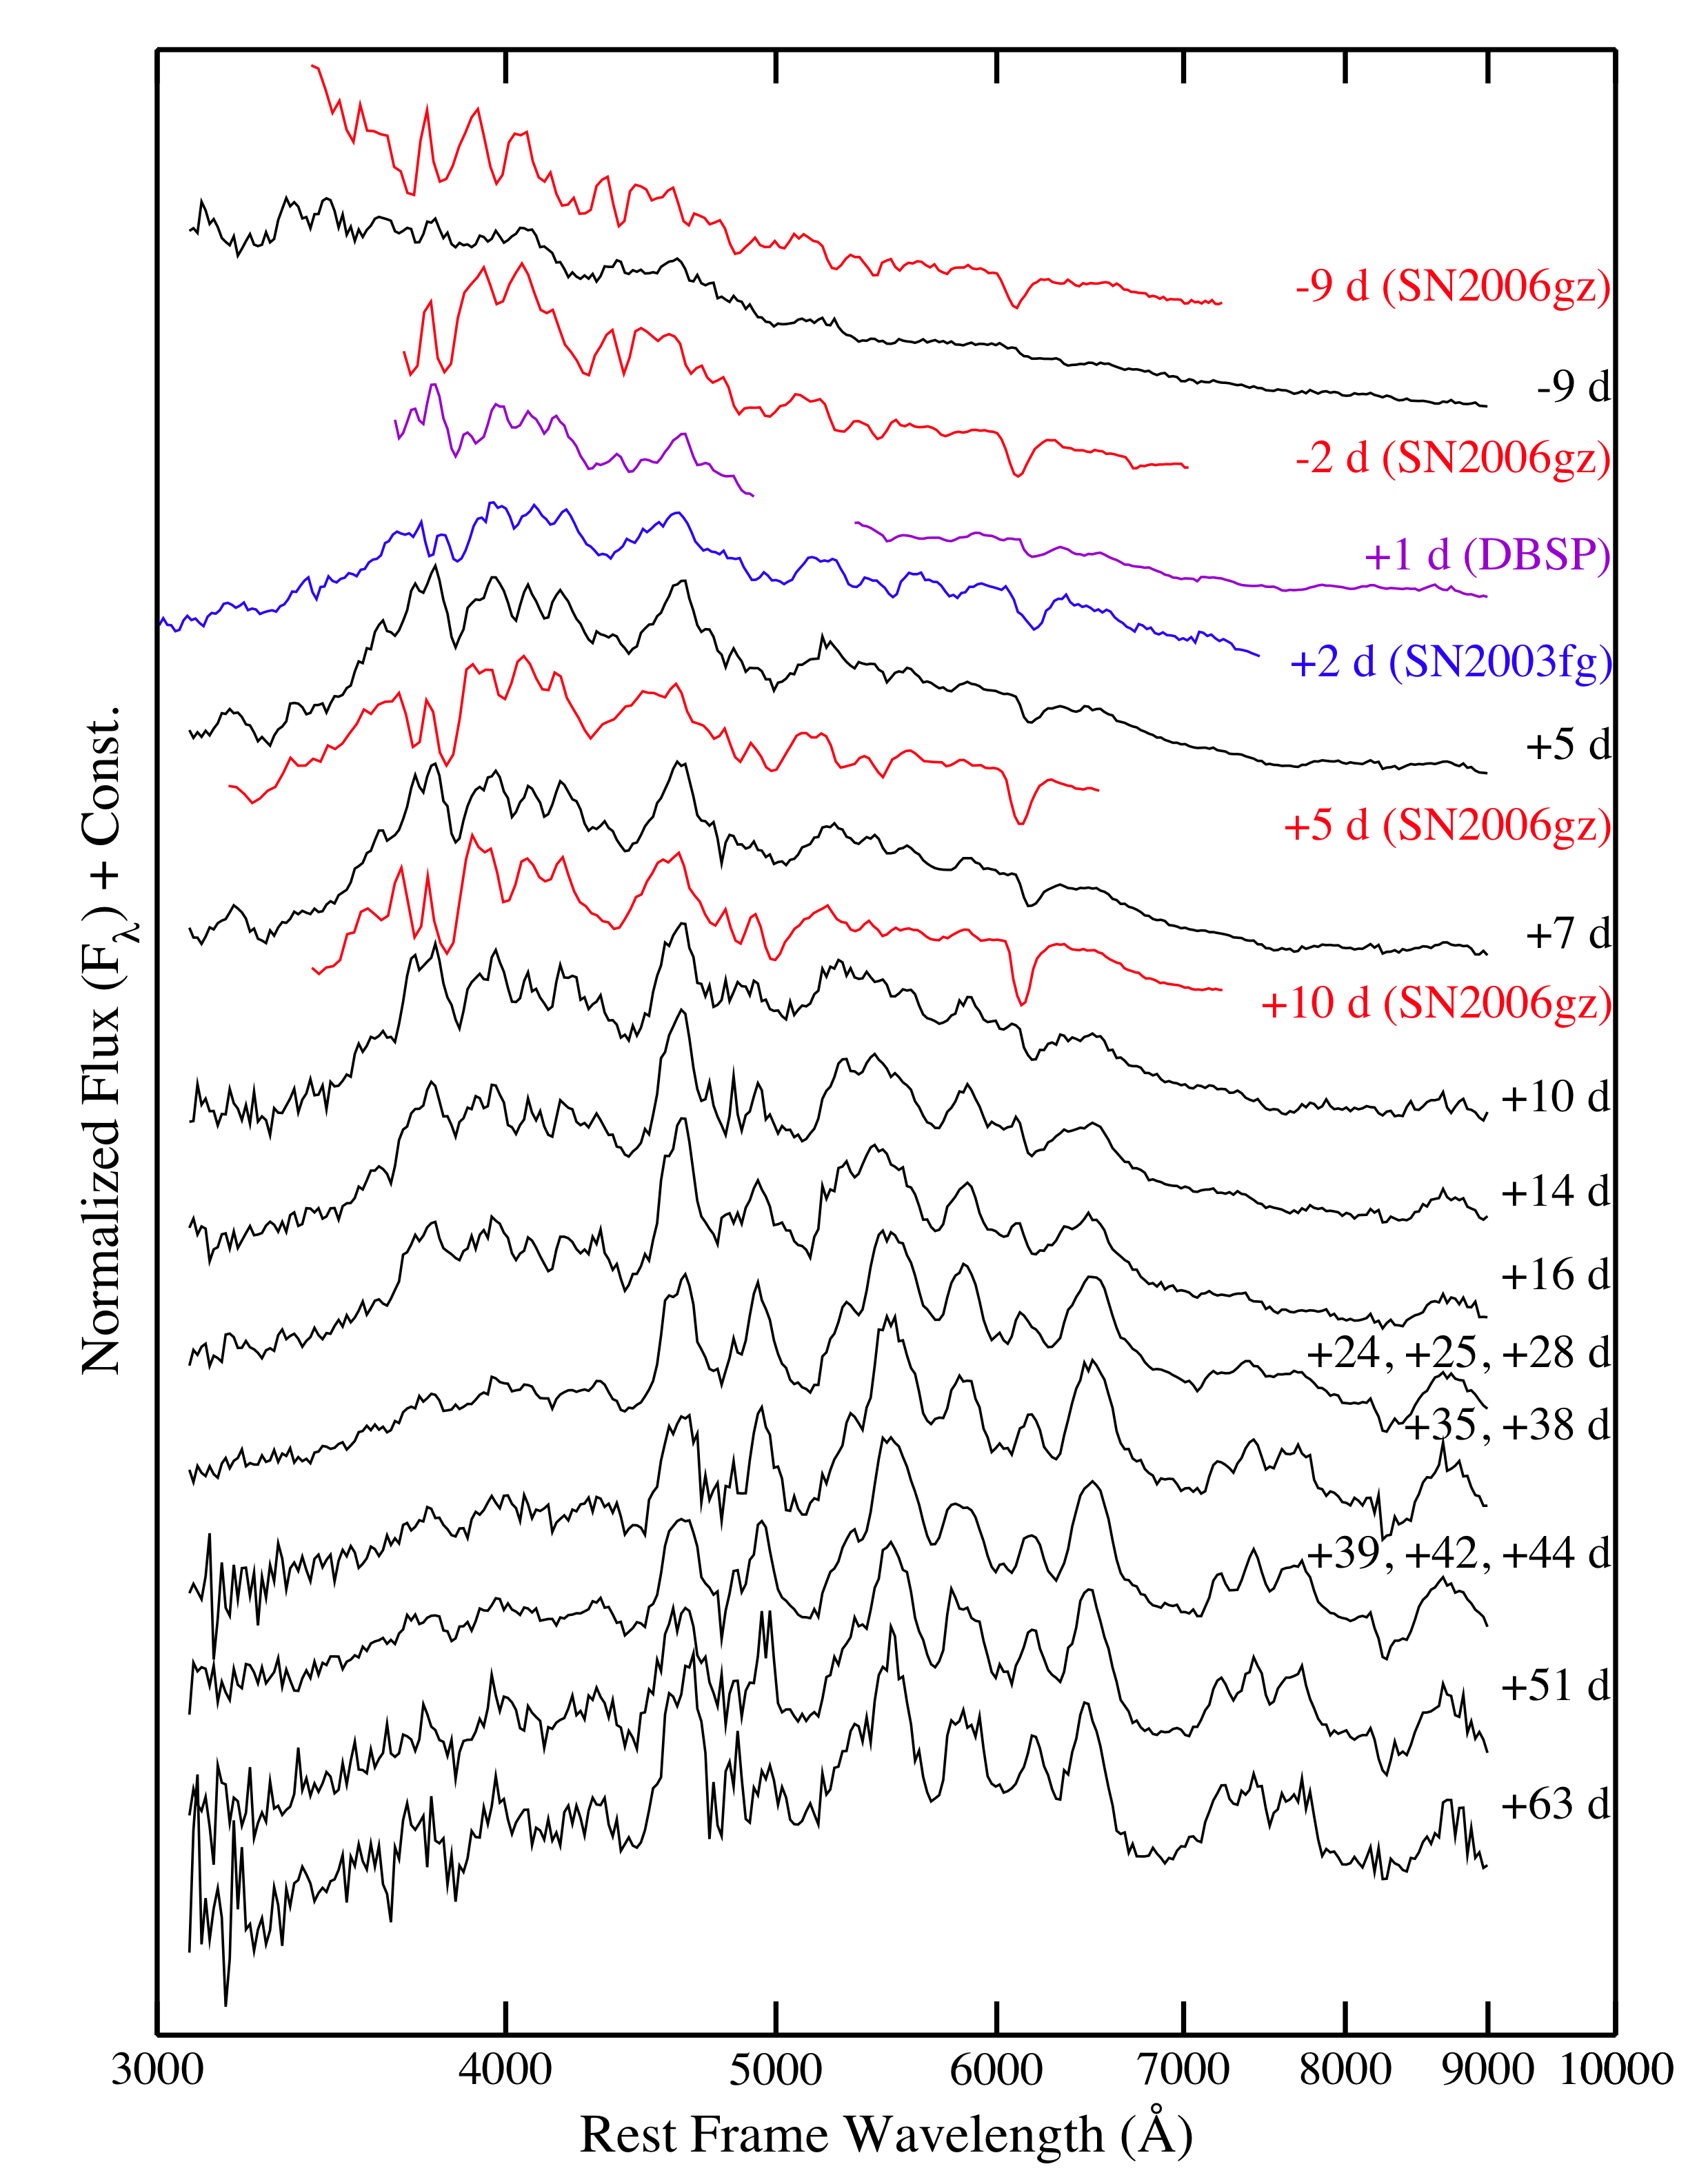 -9 d (SN2006gz)
-9 d
-2 d (SN2006gz)
+1 d (DBSP)
+2 d (SN2003fg)
+5 d
+5 d (SN2006gz)
+7 d
+10 d (SN2006gz)
+10 d
+14 d
+16 d
+24, +25, +28 d
+35, +38 d
+39, +42, +44 d
+51 d
+63 d
Normalized Flux (Fλ) + Const.
3000 4000 5000 6000 7000 8000 9000 10000
Rest Frame Wavelength (Å)